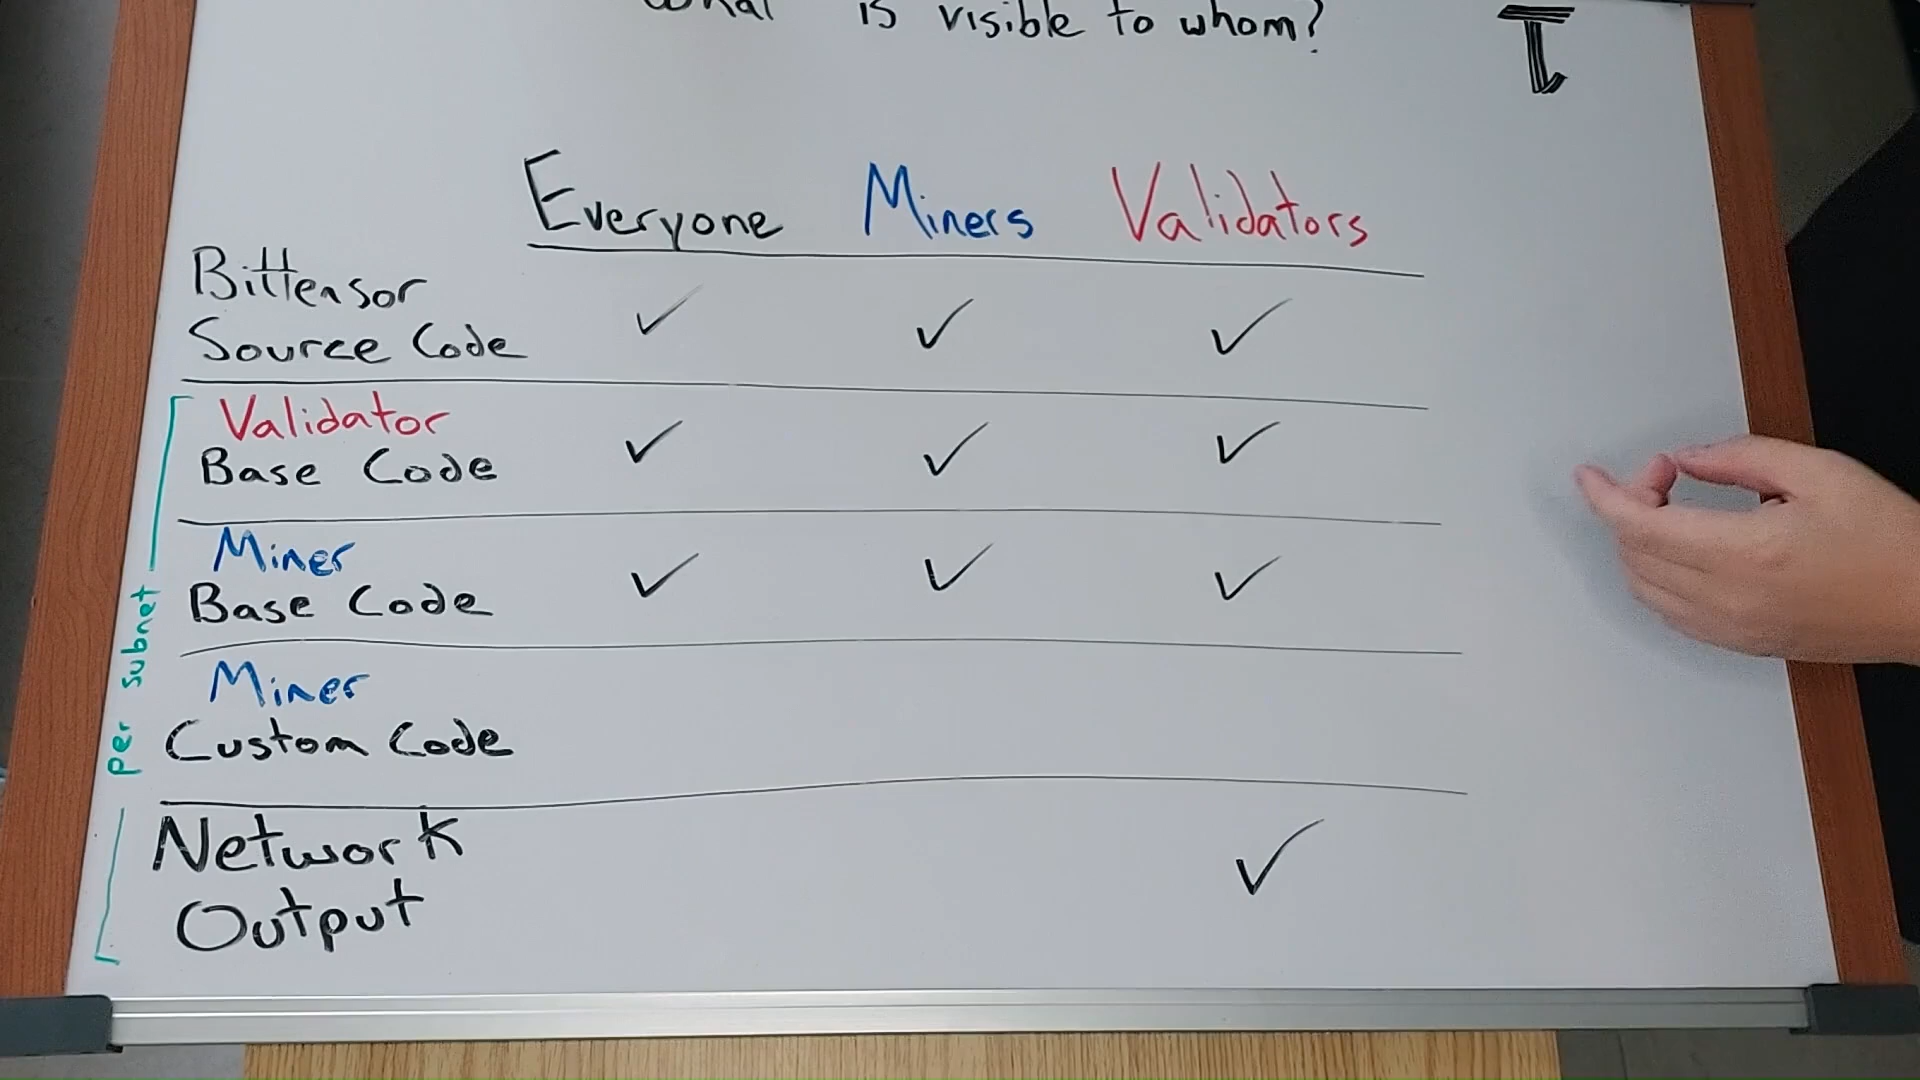 What is visible to whom?
Everyone Miners Validators
Bittensor
Source Code ✓ ✓ ✓
Validator
Base Code ✓ ✓ ✓
Miner
Base Code ✓ ✓ ✓
Miner
Custom Code
Network
Output ✓
per subnet